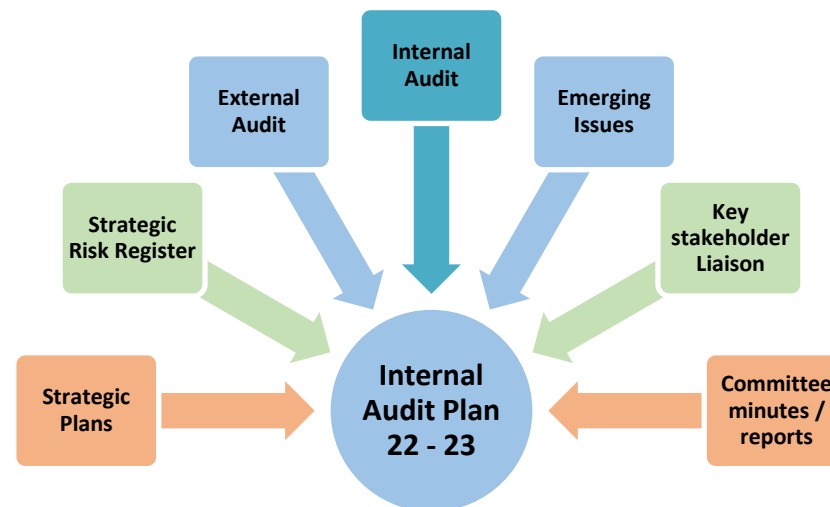 Internal
Audit
External
Audit
Emerging
Issues
Strategic
Risk Register
Key
stakeholder
Liaison
Strategic
Plans
Internal
Audit Plan
22 - 23
Committee
minutes /
reports